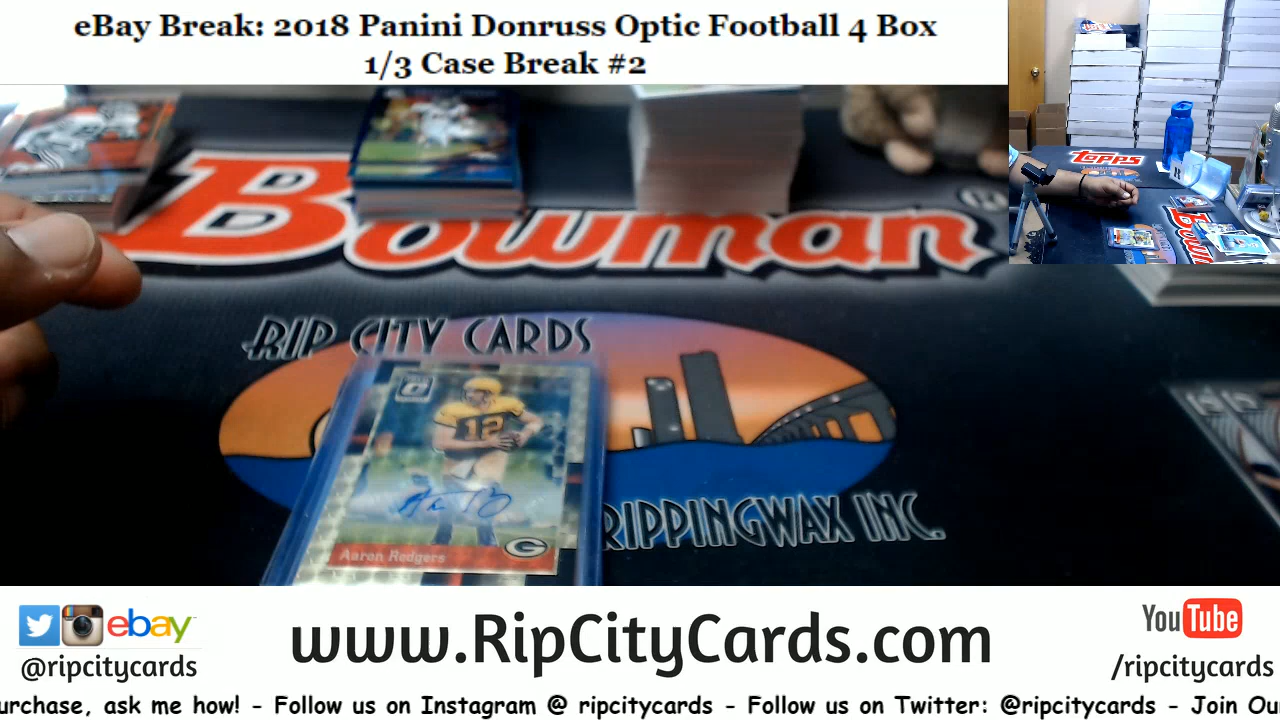 eBay Break: 2018 Panini Donruss Optic Football 4 Box
1/3 Case Break #2
topps
Bowman
RIP CITY CARDS
12
Aaron Rodgers
G
RIPPINGWAX INC.
ebay
@ripcitycards
www.RipCityCards.com
YouTube
/ripcitycards
urchase, ask me how! - Follow us on Instagram @ ripcitycards - Follow us on Twitter: @ripcitycards - Join Ou